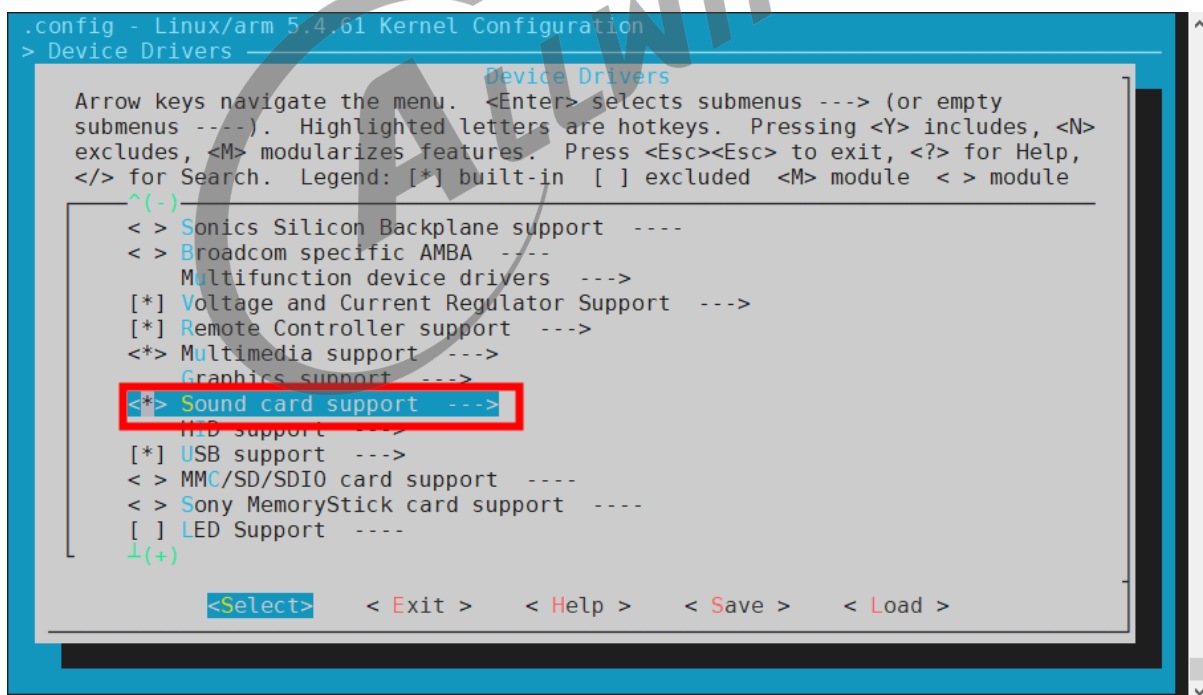 .config - Linux/arm 5.4.61 Kernel Configuration
> Device Drivers
Device Drivers
Arrow keys navigate the menu.  <Enter> selects submenus ---> (or empty
submenus ----).  Highlighted letters are hotkeys.  Pressing <Y> includes, <N>
excludes, <M> modularizes features.  Press <Esc><Esc> to exit, <?> for Help,
</> for Search.  Legend: [*] built-in  [ ] excluded  <M> module  < > module
^(-)
< > Sonics Silicon Backplane support  ----
< > Broadcom specific AMBA  ----
Multifunction device drivers  --->
[*] Voltage and Current Regulator Support  --->
[*] Remote Controller support  --->
<*> Multimedia support  --->
Graphics support  --->
<*> Sound card support  --->
HID support  --->
[*] USB support  --->
< > MMC/SD/SDIO card support  ----
< > Sony MemoryStick card support  ----
[ ] LED Support  ----
┴(+)
<Select>    < Exit >    < Help >    < Save >    < Load >